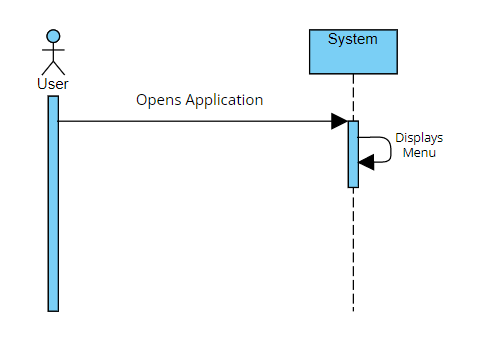 System
User
Opens Application
Displays
Menu